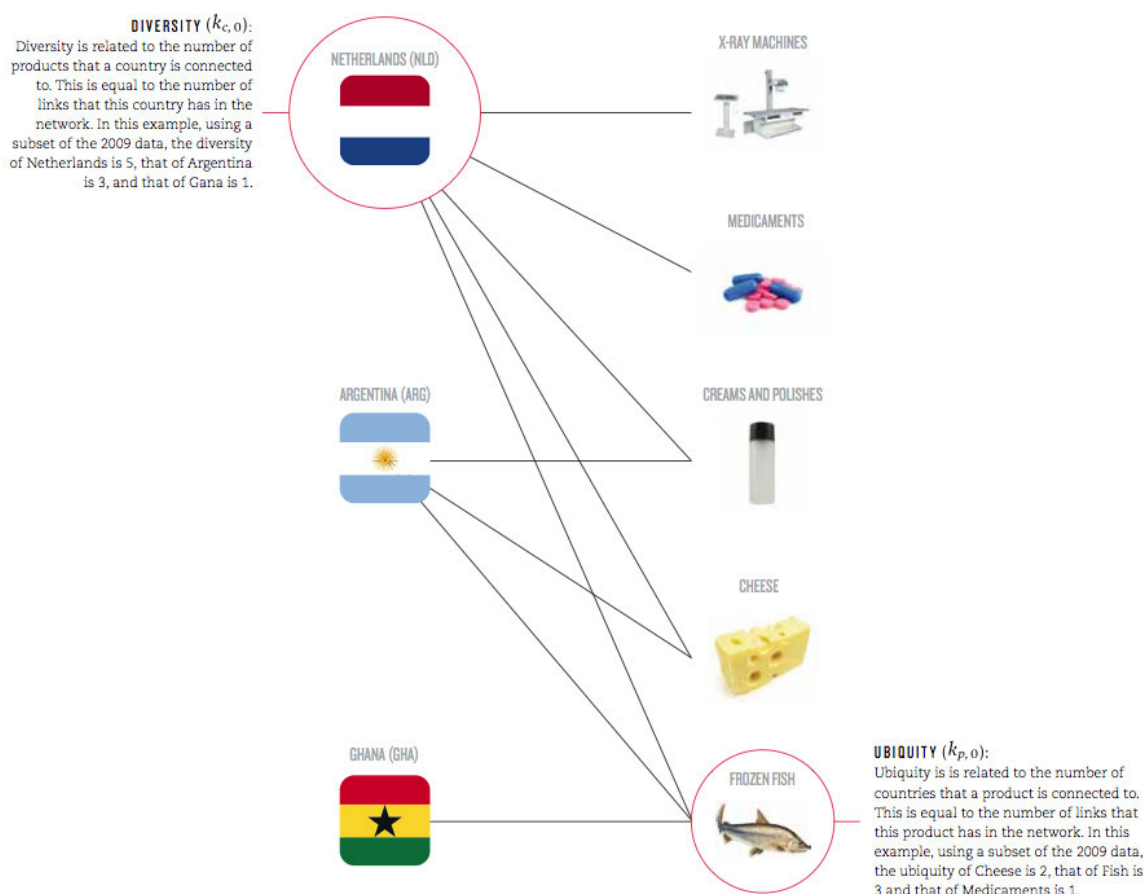 DIVERSITY (k_{c,0}):
Diversity is related to the number of
products that a country is connected
to. This is equal to the number of
links that this country has in the
network. In this example, using a
subset of the 2009 data, the diversity
of Netherlands is 5, that of Argentina
is 3, and that of Gana is 1.
NETHERLANDS (NLD)
X-RAY MACHINES
MEDICAMENTS
ARGENTINA (ARG)
CREAMS AND POLISHES
CHEESE
GHANA (GHA)
FROZEN FISH
UBIQUITY (k_{p,0}):
Ubiquity is is related to the number of
countries that a product is connected to.
This is equal to the number of links that
this product has in the network. In this
example, using a subset of the 2009 data,
the ubiquity of Cheese is 2, that of Fish is
3 and that of Medicaments is 1.